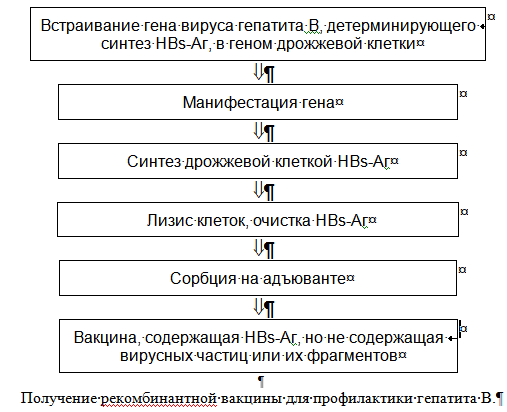 Встраивание гена вируса гепатита В, детерминирующего
синтез HBs-Аг, в геном дрожжевой клетки
Манифестация гена
Синтез дрожжевой клеткой HBs-Аг
Лизис клеток, очистка HBs-Аг
Сорбция на адъюванте
Вакцина, содержащая HBs-Аг, но не содержащая
вирусных частиц или их фрагментов
Получение рекомбинантной вакцины для профилактики гепатита В.